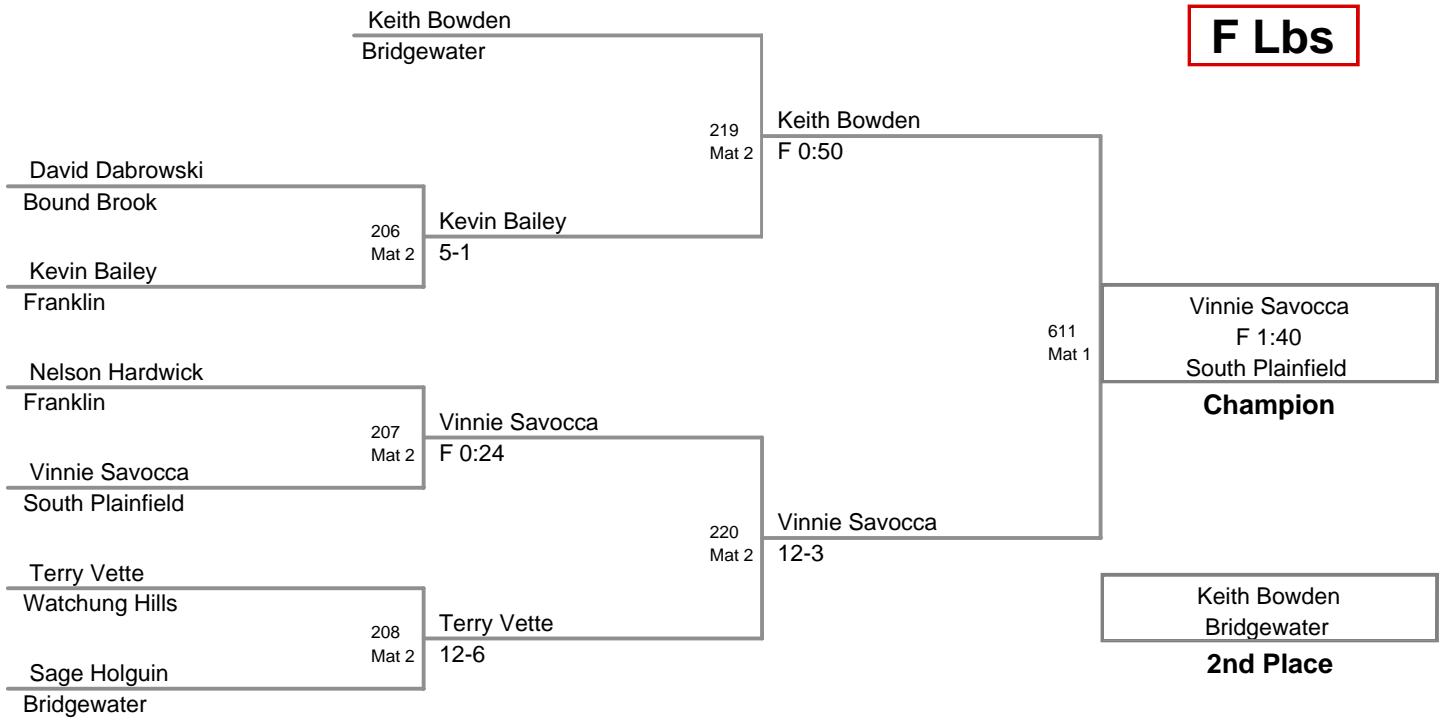 Keith Bowden
Bridgewater
F Lbs
219
Mat 2
Keith Bowden
F 0:50
David Dabrowski
Bound Brook
206
Mat 2
Kevin Bailey
5-1
Kevin Bailey
Franklin
611
Mat 1
Vinnie Savocca
F 1:40
South Plainfield
Champion
Nelson Hardwick
Franklin
207
Mat 2
Vinnie Savocca
F 0:24
Vinnie Savocca
South Plainfield
220
Mat 2
Vinnie Savocca
12-3
Terry Vette
Watchung Hills
208
Mat 2
Terry Vette
12-6
Sage Holguin
Bridgewater
Keith Bowden
Bridgewater
2nd Place